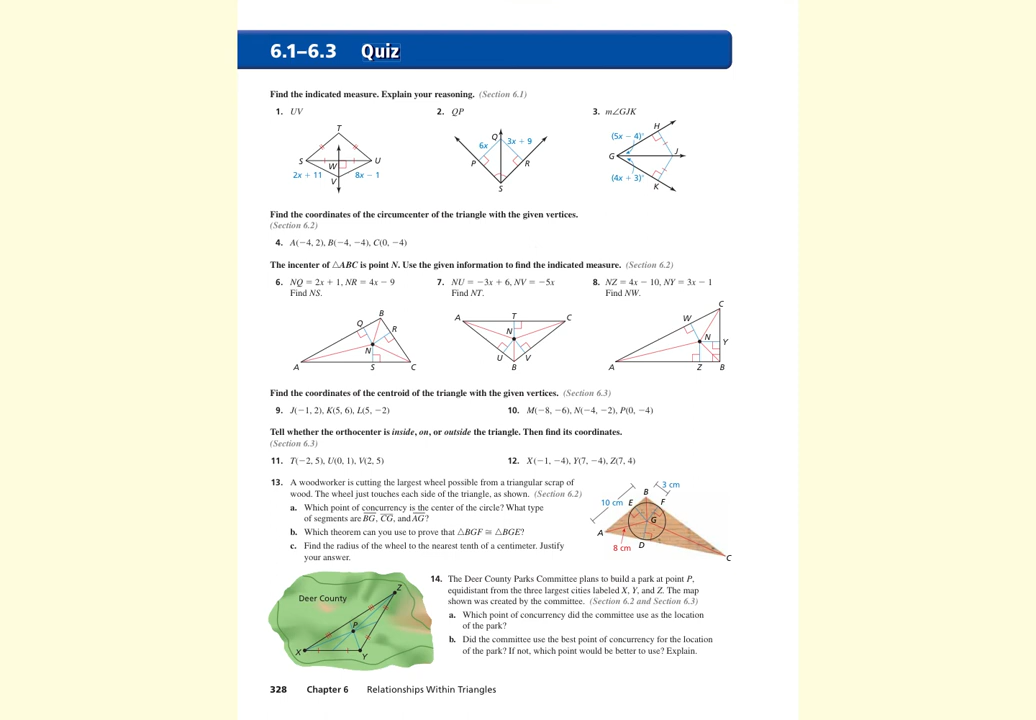 6.1–6.3 Quiz
Find the indicated measure. Explain your reasoning. (Section 6.1)
1. UV
2. QP
3. m∠GJK
T
S
U
W
V
2x + 11
8x − 1
Q
6x
3x + 9
P
R
S
H
(5x − 4)°
G
J
(4x + 3)°
K
Find the coordinates of the circumcenter of the triangle with the given vertices.
(Section 6.2)
4. A(−4, 2), B(−4, −4), C(0, −4)
The incenter of △ABC is point N. Use the given information to find the indicated measure. (Section 6.2)
6. NQ = 2x + 1, NR = 4x − 9
Find NS.
7. NU = −3x + 6, NV = −5x
Find NT.
8. NZ = 4x − 10, NY = 3x − 1
Find NW.
B
Q
R
N
A
S
C
A
T
C
N
U
V
B
C
W
N
Y
A
Z
B
Find the coordinates of the centroid of the triangle with the given vertices. (Section 6.3)
9. J(−1, 2), K(5, 6), L(5, −2)
10. M(−8, −6), N(−4, −2), P(0, −4)
Tell whether the orthocenter is inside, on, or outside the triangle. Then find its coordinates.
(Section 6.3)
11. T(−2, 5), U(0, 1), V(2, 5)
12. X(−1, −4), Y(7, −4), Z(7, 4)
13. A woodworker is cutting the largest wheel possible from a triangular scrap of
wood. The wheel just touches each side of the triangle, as shown. (Section 6.2)
a. Which point of concurrency is the center of the circle? What type
of segments are BG, CG, and AG?
b. Which theorem can you use to prove that △BGF ≅ △BGE?
c. Find the radius of the wheel to the nearest tenth of a centimeter. Justify
your answer.
3 cm
B
10 cm
E
F
G
A
8 cm
D
C
Deer County
Z
P
X
Y
14. The Deer County Parks Committee plans to build a park at point P,
equidistant from the three largest cities labeled X, Y, and Z. The map
shown was created by the committee. (Section 6.2 and Section 6.3)
a. Which point of concurrency did the committee use as the location
of the park?
b. Did the committee use the best point of concurrency for the location
of the park? If not, which point would be better to use? Explain.
328 Chapter 6 Relationships Within Triangles